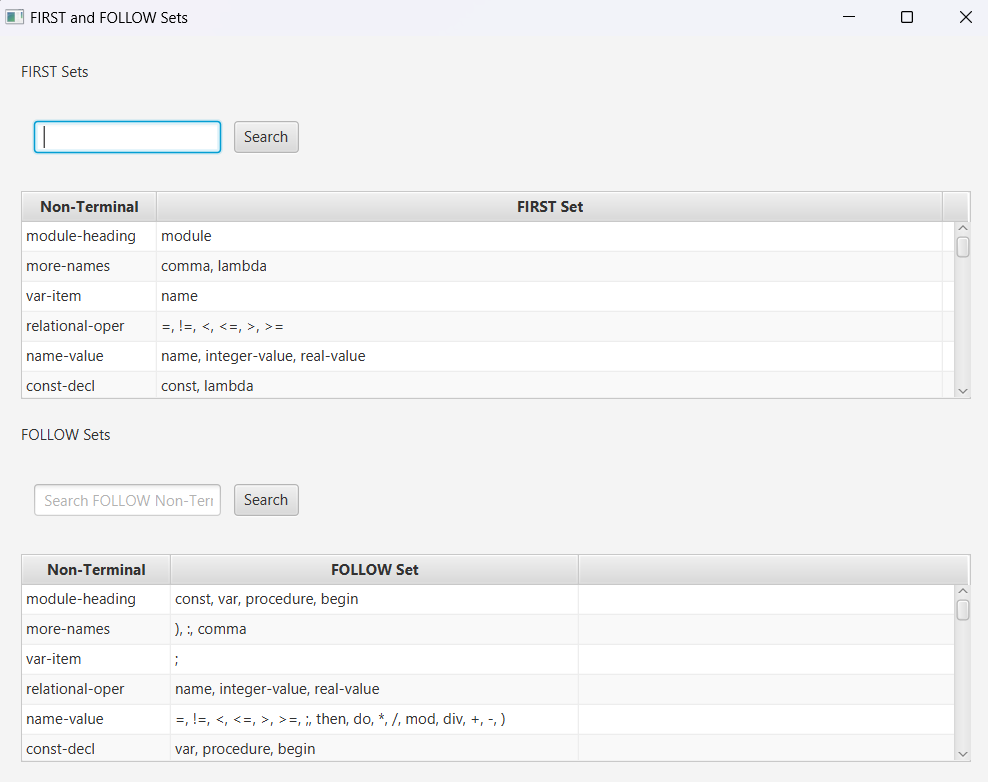 FIRST and FOLLOW Sets
FIRST Sets
Search
Non-Terminal FIRST Set
module-heading module
more-names comma, lambda
var-item name
relational-oper =, !=, <, <=, >, >=
name-value name, integer-value, real-value
const-decl const, lambda
FOLLOW Sets
Search FOLLOW Non-Terr Search
Non-Terminal FOLLOW Set
module-heading const, var, procedure, begin
more-names ), :, comma
var-item ;
relational-oper name, integer-value, real-value
name-value =, !=, <, <=, >, >=, ;, then, do, *, /, mod, div, +, -, )
const-decl var, procedure, begin